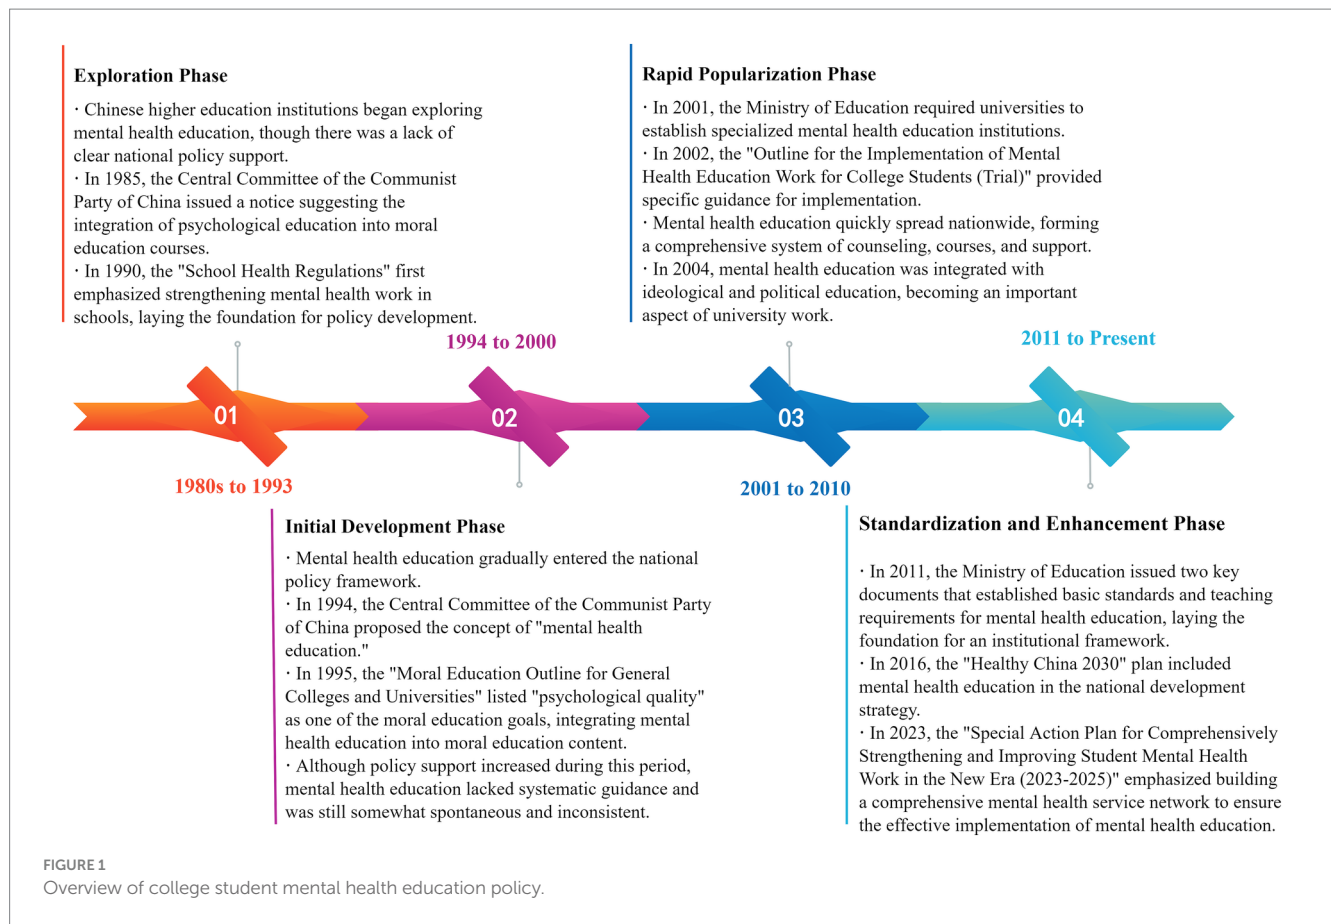 Exploration Phase
· Chinese higher education institutions began exploring
mental health education, though there was a lack of
clear national policy support.
· In 1985, the Central Committee of the Communist
Party of China issued a notice suggesting the
integration of psychological education into moral
education courses.
· In 1990, the "School Health Regulations" first
emphasized strengthening mental health work in
schools, laying the foundation for policy development.
Rapid Popularization Phase
· In 2001, the Ministry of Education required universities to
establish specialized mental health education institutions.
· In 2002, the "Outline for the Implementation of Mental
Health Education Work for College Students (Trial)" provided
specific guidance for implementation.
· Mental health education quickly spread nationwide, forming
a comprehensive system of counseling, courses, and support.
· In 2004, mental health education was integrated with
ideological and political education, becoming an important
aspect of university work.
1994 to 2000
2011 to Present
01
02
03
04
1980s to 1993
2001 to 2010
Initial Development Phase
· Mental health education gradually entered the national
policy framework.
· In 1994, the Central Committee of the Communist Party
of China proposed the concept of "mental health
education."
· In 1995, the "Moral Education Outline for General
Colleges and Universities" listed "psychological quality"
as one of the moral education goals, integrating mental
health education into moral education content.
· Although policy support increased during this period,
mental health education lacked systematic guidance and
was still somewhat spontaneous and inconsistent.
Standardization and Enhancement Phase
· In 2011, the Ministry of Education issued two key
documents that established basic standards and teaching
requirements for mental health education, laying the
foundation for an institutional framework.
· In 2016, the "Healthy China 2030" plan included
mental health education in the national development
strategy.
· In 2023, the "Special Action Plan for Comprehensively
Strengthening and Improving Student Mental Health
Work in the New Era (2023-2025)" emphasized building
a comprehensive mental health service network to ensure
the effective implementation of mental health education.
FIGURE 1
Overview of college student mental health education policy.